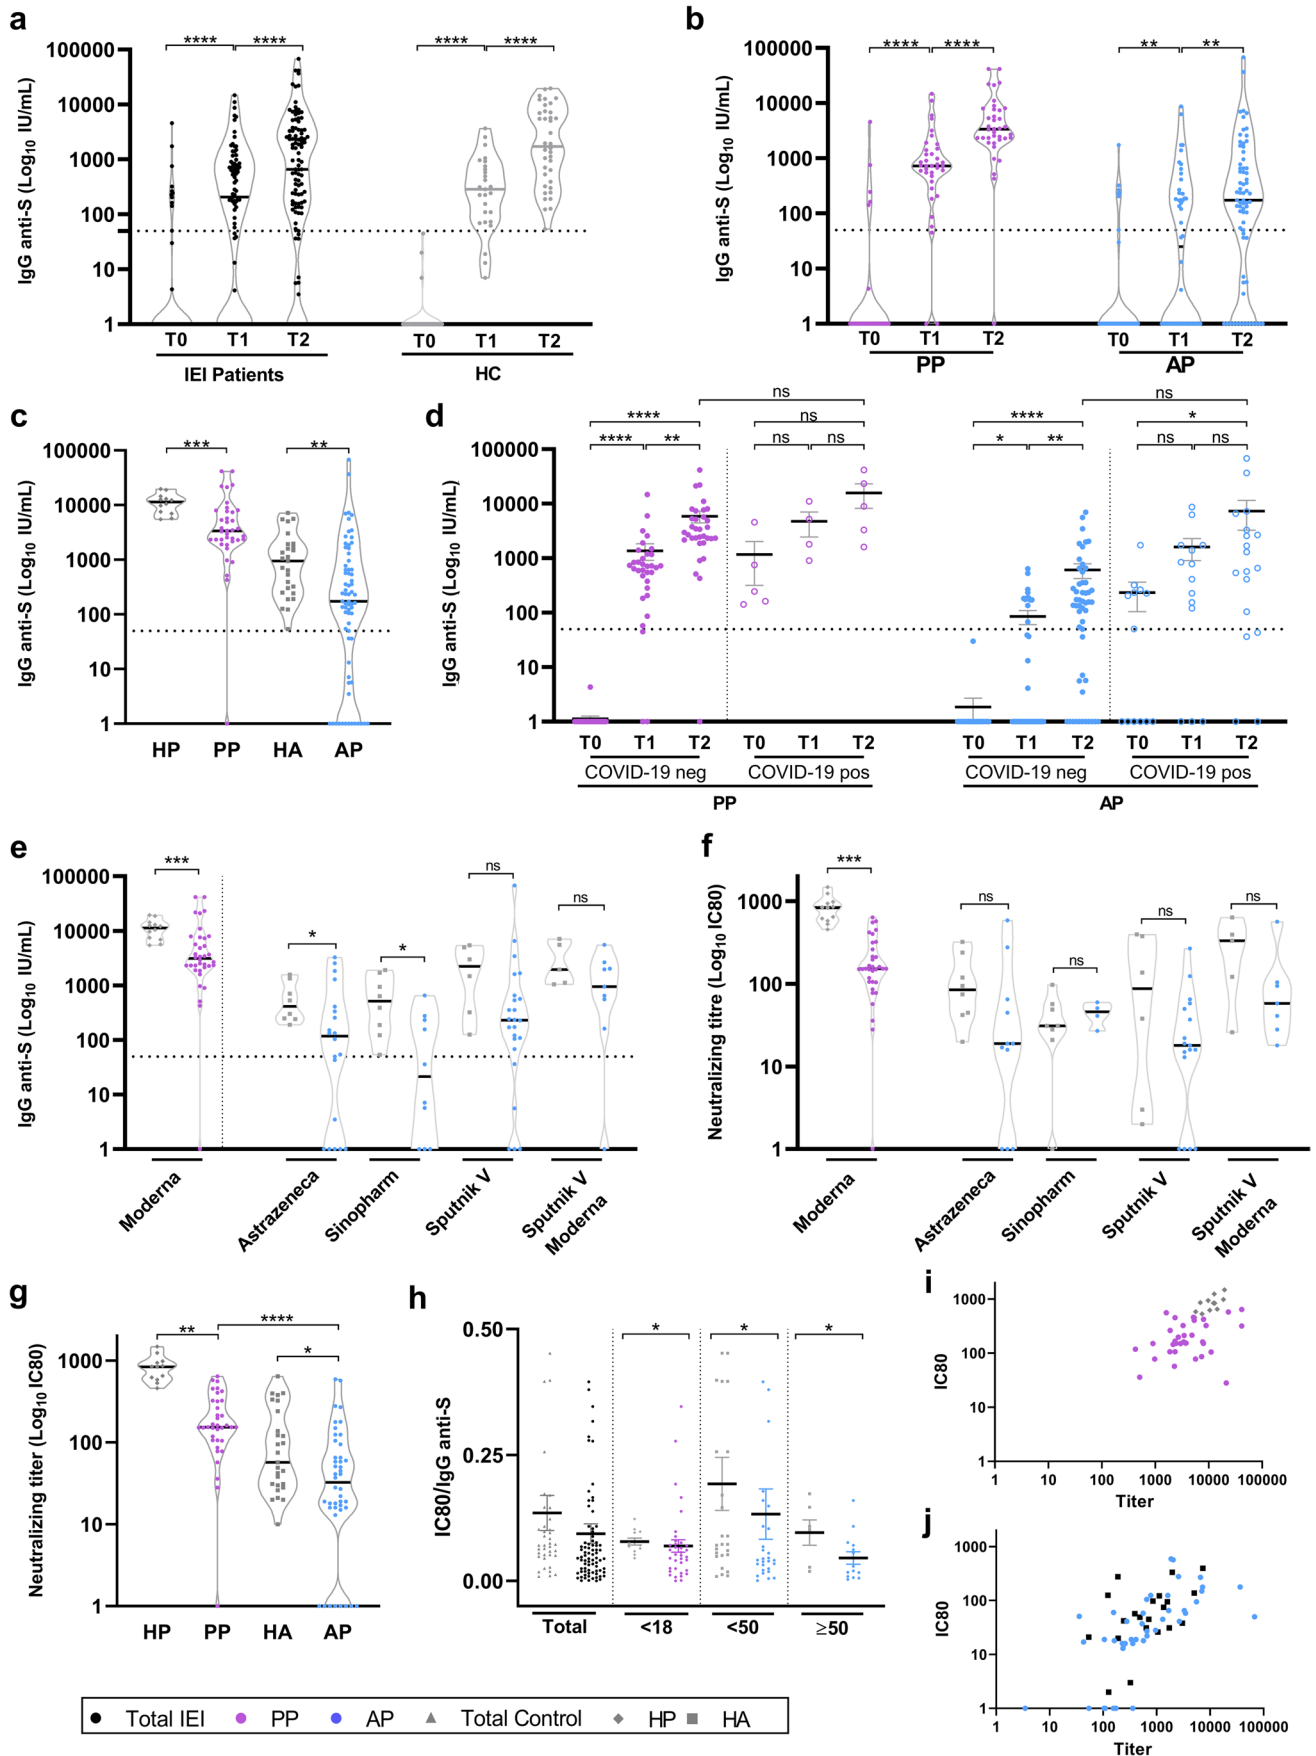 a
IgG anti-S (Log10 IU/mL)
100000
10000
1000
100
10
1
**** ****
**** ****
T0 T1 T2
T0 T1 T2
IEI Patients
HC
b
IgG anti-S (Log10 IU/mL)
100000
10000
1000
100
10
1
**** ****
** **
T0 T1 T2
T0 T1 T2
PP
AP
c
IgG anti-S (Log10 IU/mL)
100000
10000
1000
100
10
1
***
**
HP PP HA AP
d
IgG anti-S (Log10 IU/mL)
100000
10000
1000
100
10
1
ns
ns
****
ns
****
*
**** **
ns ns
* **
ns ns
T0 T1 T2
T0 T1 T2
T0 T1 T2
T0 T1 T2
COVID-19 neg
COVID-19 pos
COVID-19 neg
COVID-19 pos
PP
AP
e
IgG anti-S (Log10 IU/mL)
100000
10000
1000
100
10
1
***
*
*
ns
ns
Moderna
Astrazeneca
Sinopharm
Sputnik V
Sputnik V
Moderna
f
Neutralizing titre (Log10 IC80)
1000
100
10
1
***
ns
ns
ns
ns
Moderna
Astrazeneca
Sinopharm
Sputnik V
Sputnik V
Moderna
g
Neutralizing titer (Log10 IC80)
1000
100
10
1
**
****
*
HP PP HA AP
h
IC80/IgG anti-S
0.50
0.25
0.00
*
*
*
Total <18 <50 ≥50
i
IC80
1000
100
10
1
1 10 100 1000 10000 100000
Titer
j
IC80
1000
100
10
1
1 10 100 1000 10000 100000
Titer
Total IEI PP AP Total Control HP HA